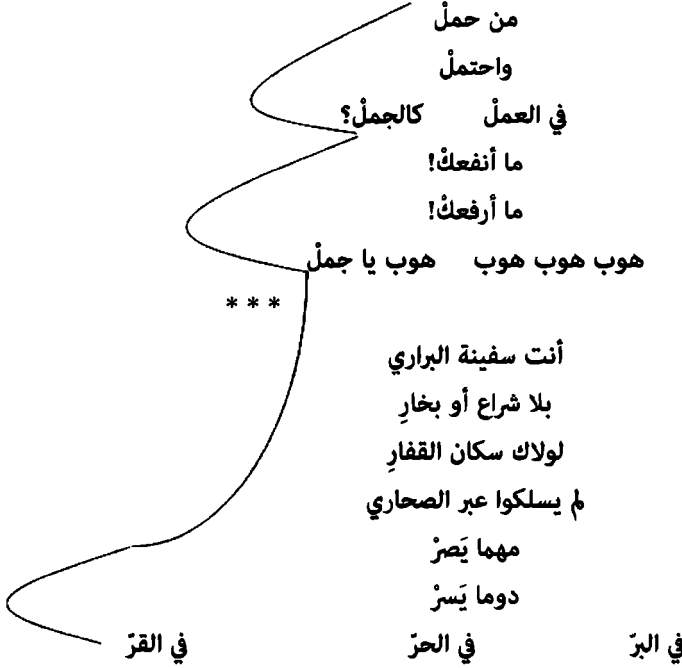 من حملْ
واحتملْ
في العملْ كالجملْ؟
ما أنفعكْ!
ما أرفعكْ!
هوب هوب هوب هوب يا جملْ
* * *
أنت سفينة البراري
بلا شراع أو بخارِ
لولاك سكان القفارِ
لم يسلكوا عبر الصحاري
مهما يَصرْ
دوما يَسرْ
في البرّ في الحرّ في القرّ